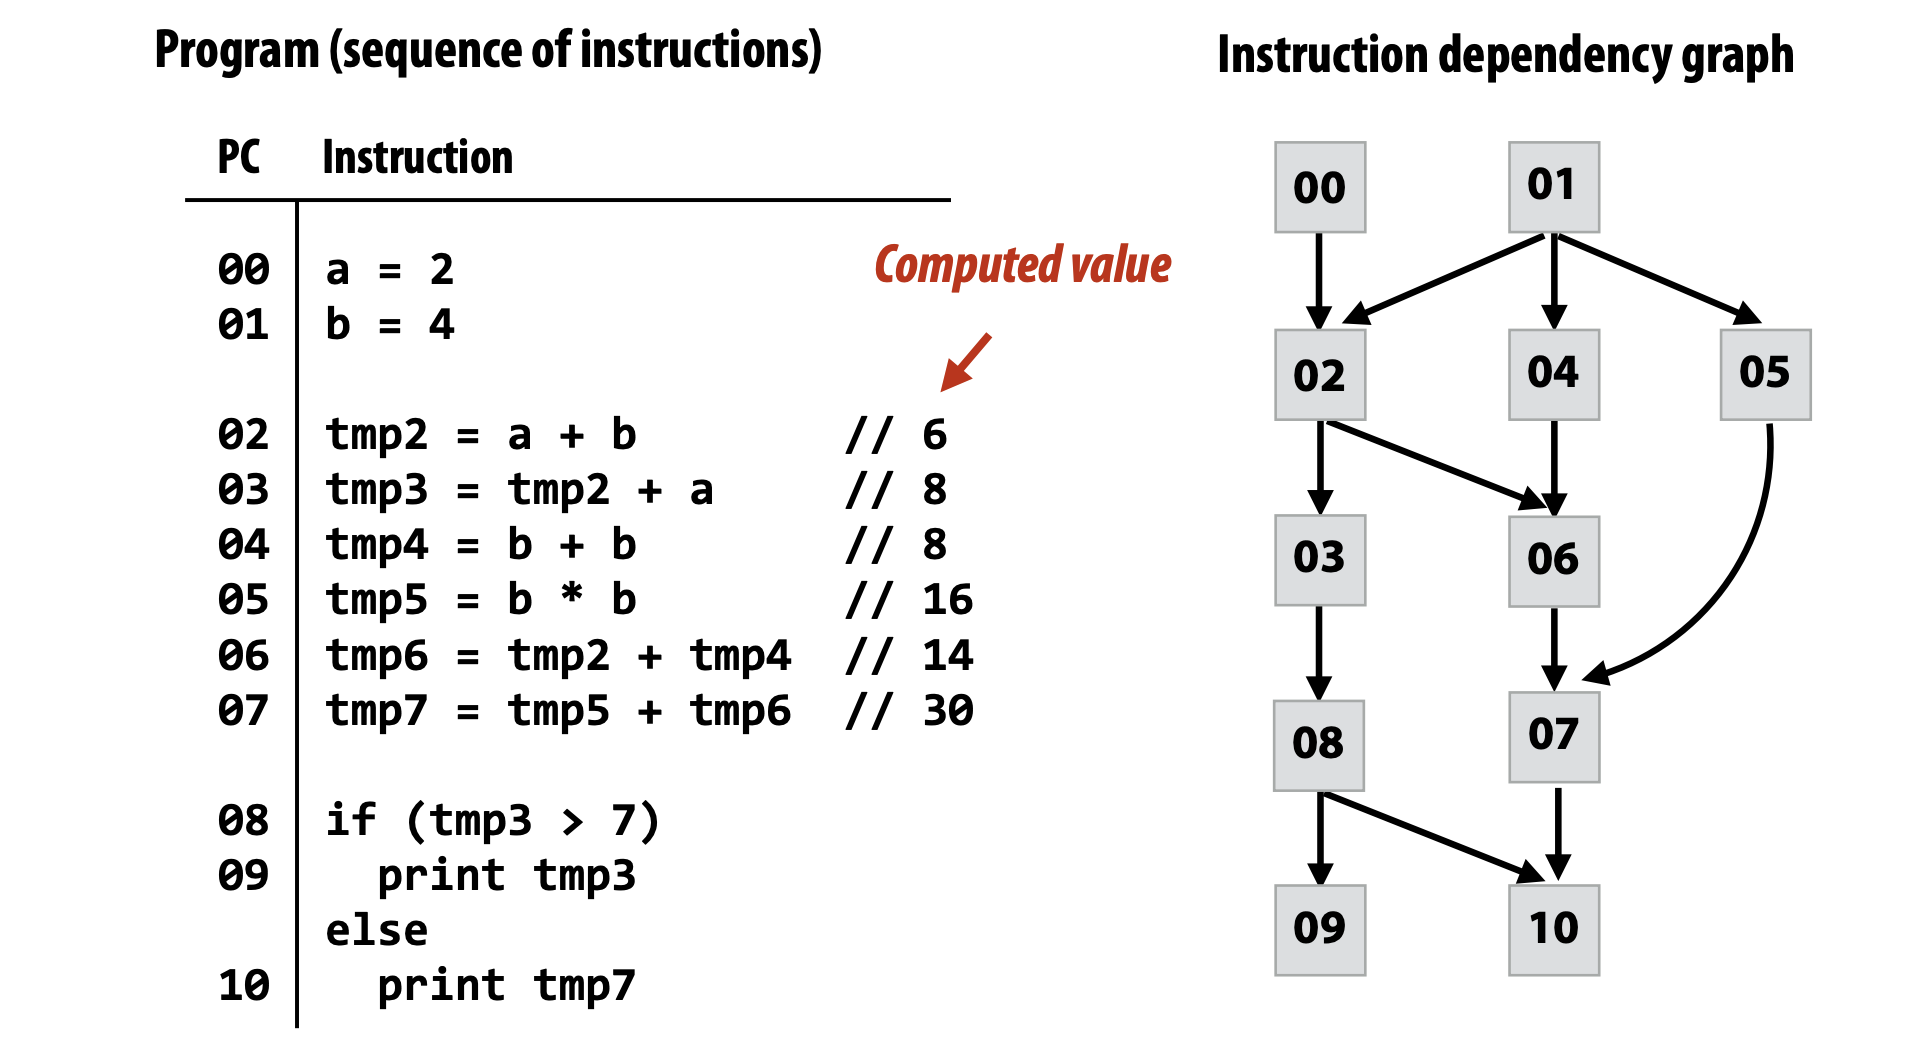 Program (sequence of instructions)
PC Instruction
00 a = 2
01 b = 4
Computed value
02 tmp2 = a + b // 6
03 tmp3 = tmp2 + a // 8
04 tmp4 = b + b // 8
05 tmp5 = b * b // 16
06 tmp6 = tmp2 + tmp4 // 14
07 tmp7 = tmp5 + tmp6 // 30
08 if (tmp3 > 7)
09 print tmp3
else
10 print tmp7
Instruction dependency graph
00 01
02 04 05
03 06
08 07
09 10